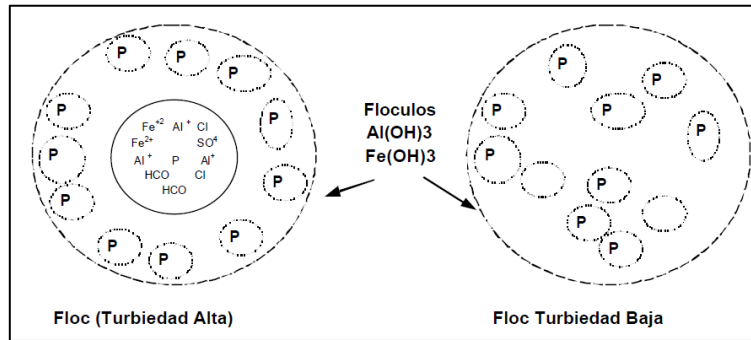 P
P
P
P
P
P
P
P
P
P
P
Fe+2 Al + Cl
Fe2+ SO4
Al + P Al+
HCO Cl
HCO
Floculos
Al(OH)3
Fe(OH)3
P
P
P
P
P
P
P
P
P
Floc (Turbiedad Alta)
Floc Turbiedad Baja